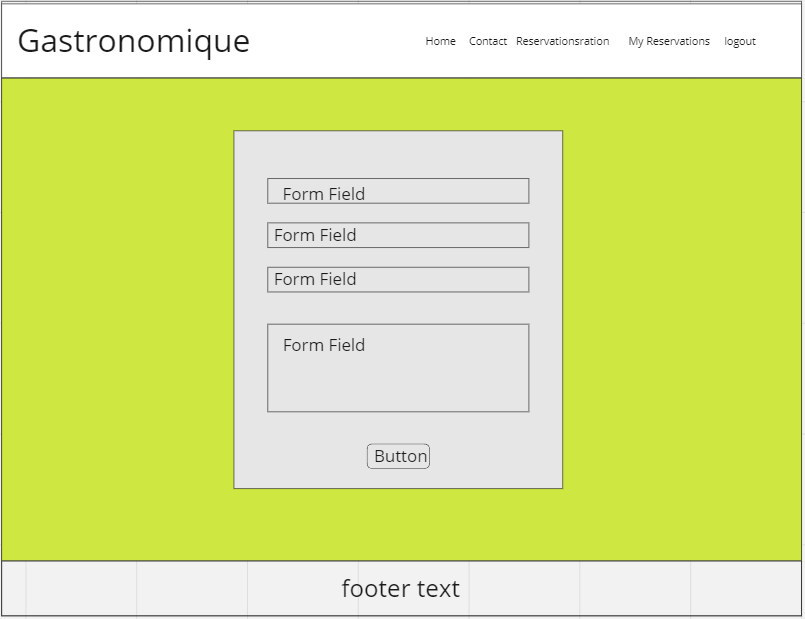 Gastronomique
Home Contact Reservationsration My Reservations logout
Form Field
Form Field
Form Field
Form Field
Button
footer text